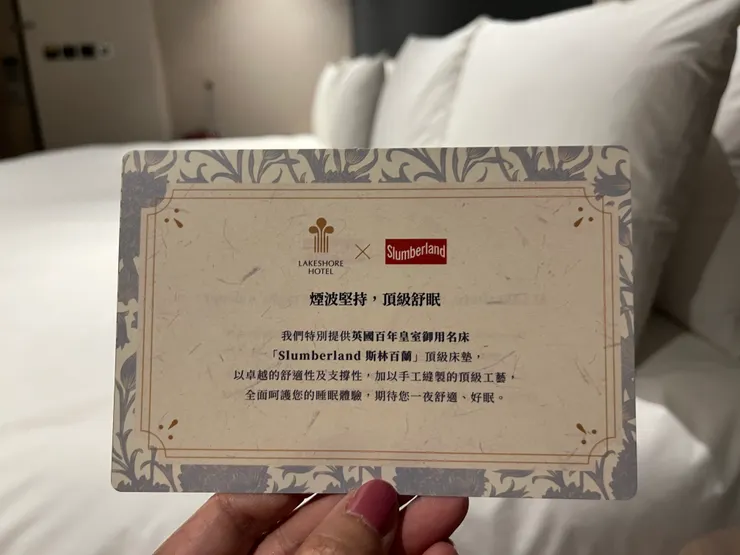 LAKESHORE
HOTEL
×
Slumberland
煙波堅持，頂級舒眠
我們特別提供英國百年皇室御用名床
「Slumberland 斯林百蘭」頂級床墊，
以卓越的舒適性及支撐性，加以手工縫製的頂級工藝，
全面呵護您的睡眠體驗，期待您一夜舒適、好眠。